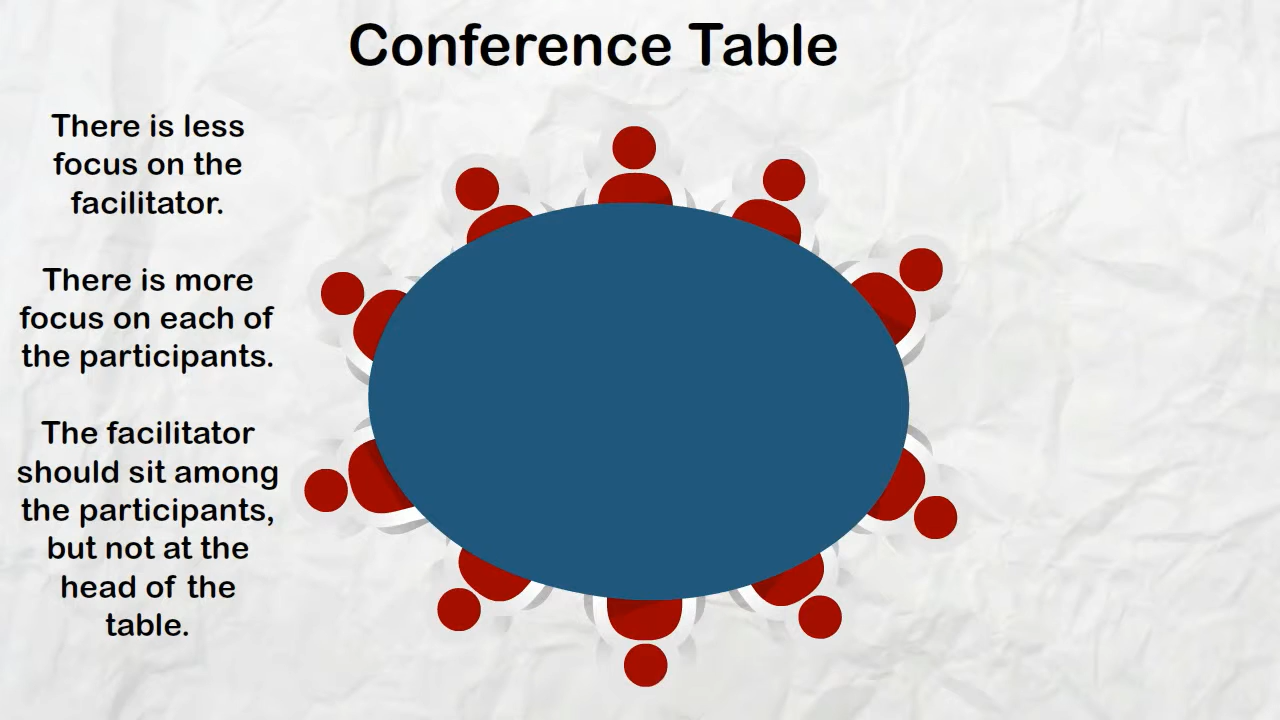 Conference Table
There is less
focus on the
facilitator.
There is more
focus on each of
the participants.
The facilitator
should sit among
the participants,
but not at the
head of the
table.